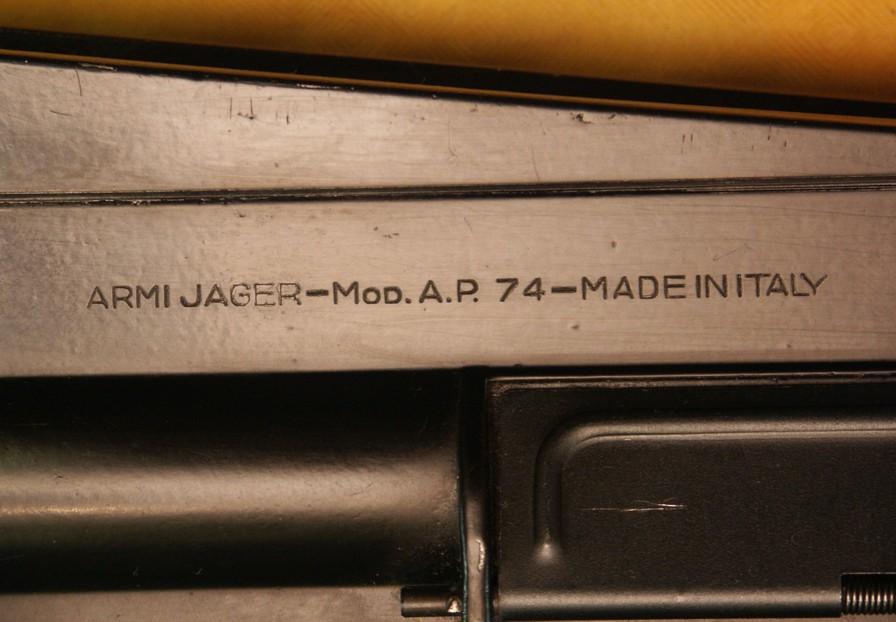 ARMI JAGER-MOD. A.P. 74-MADE IN ITALY